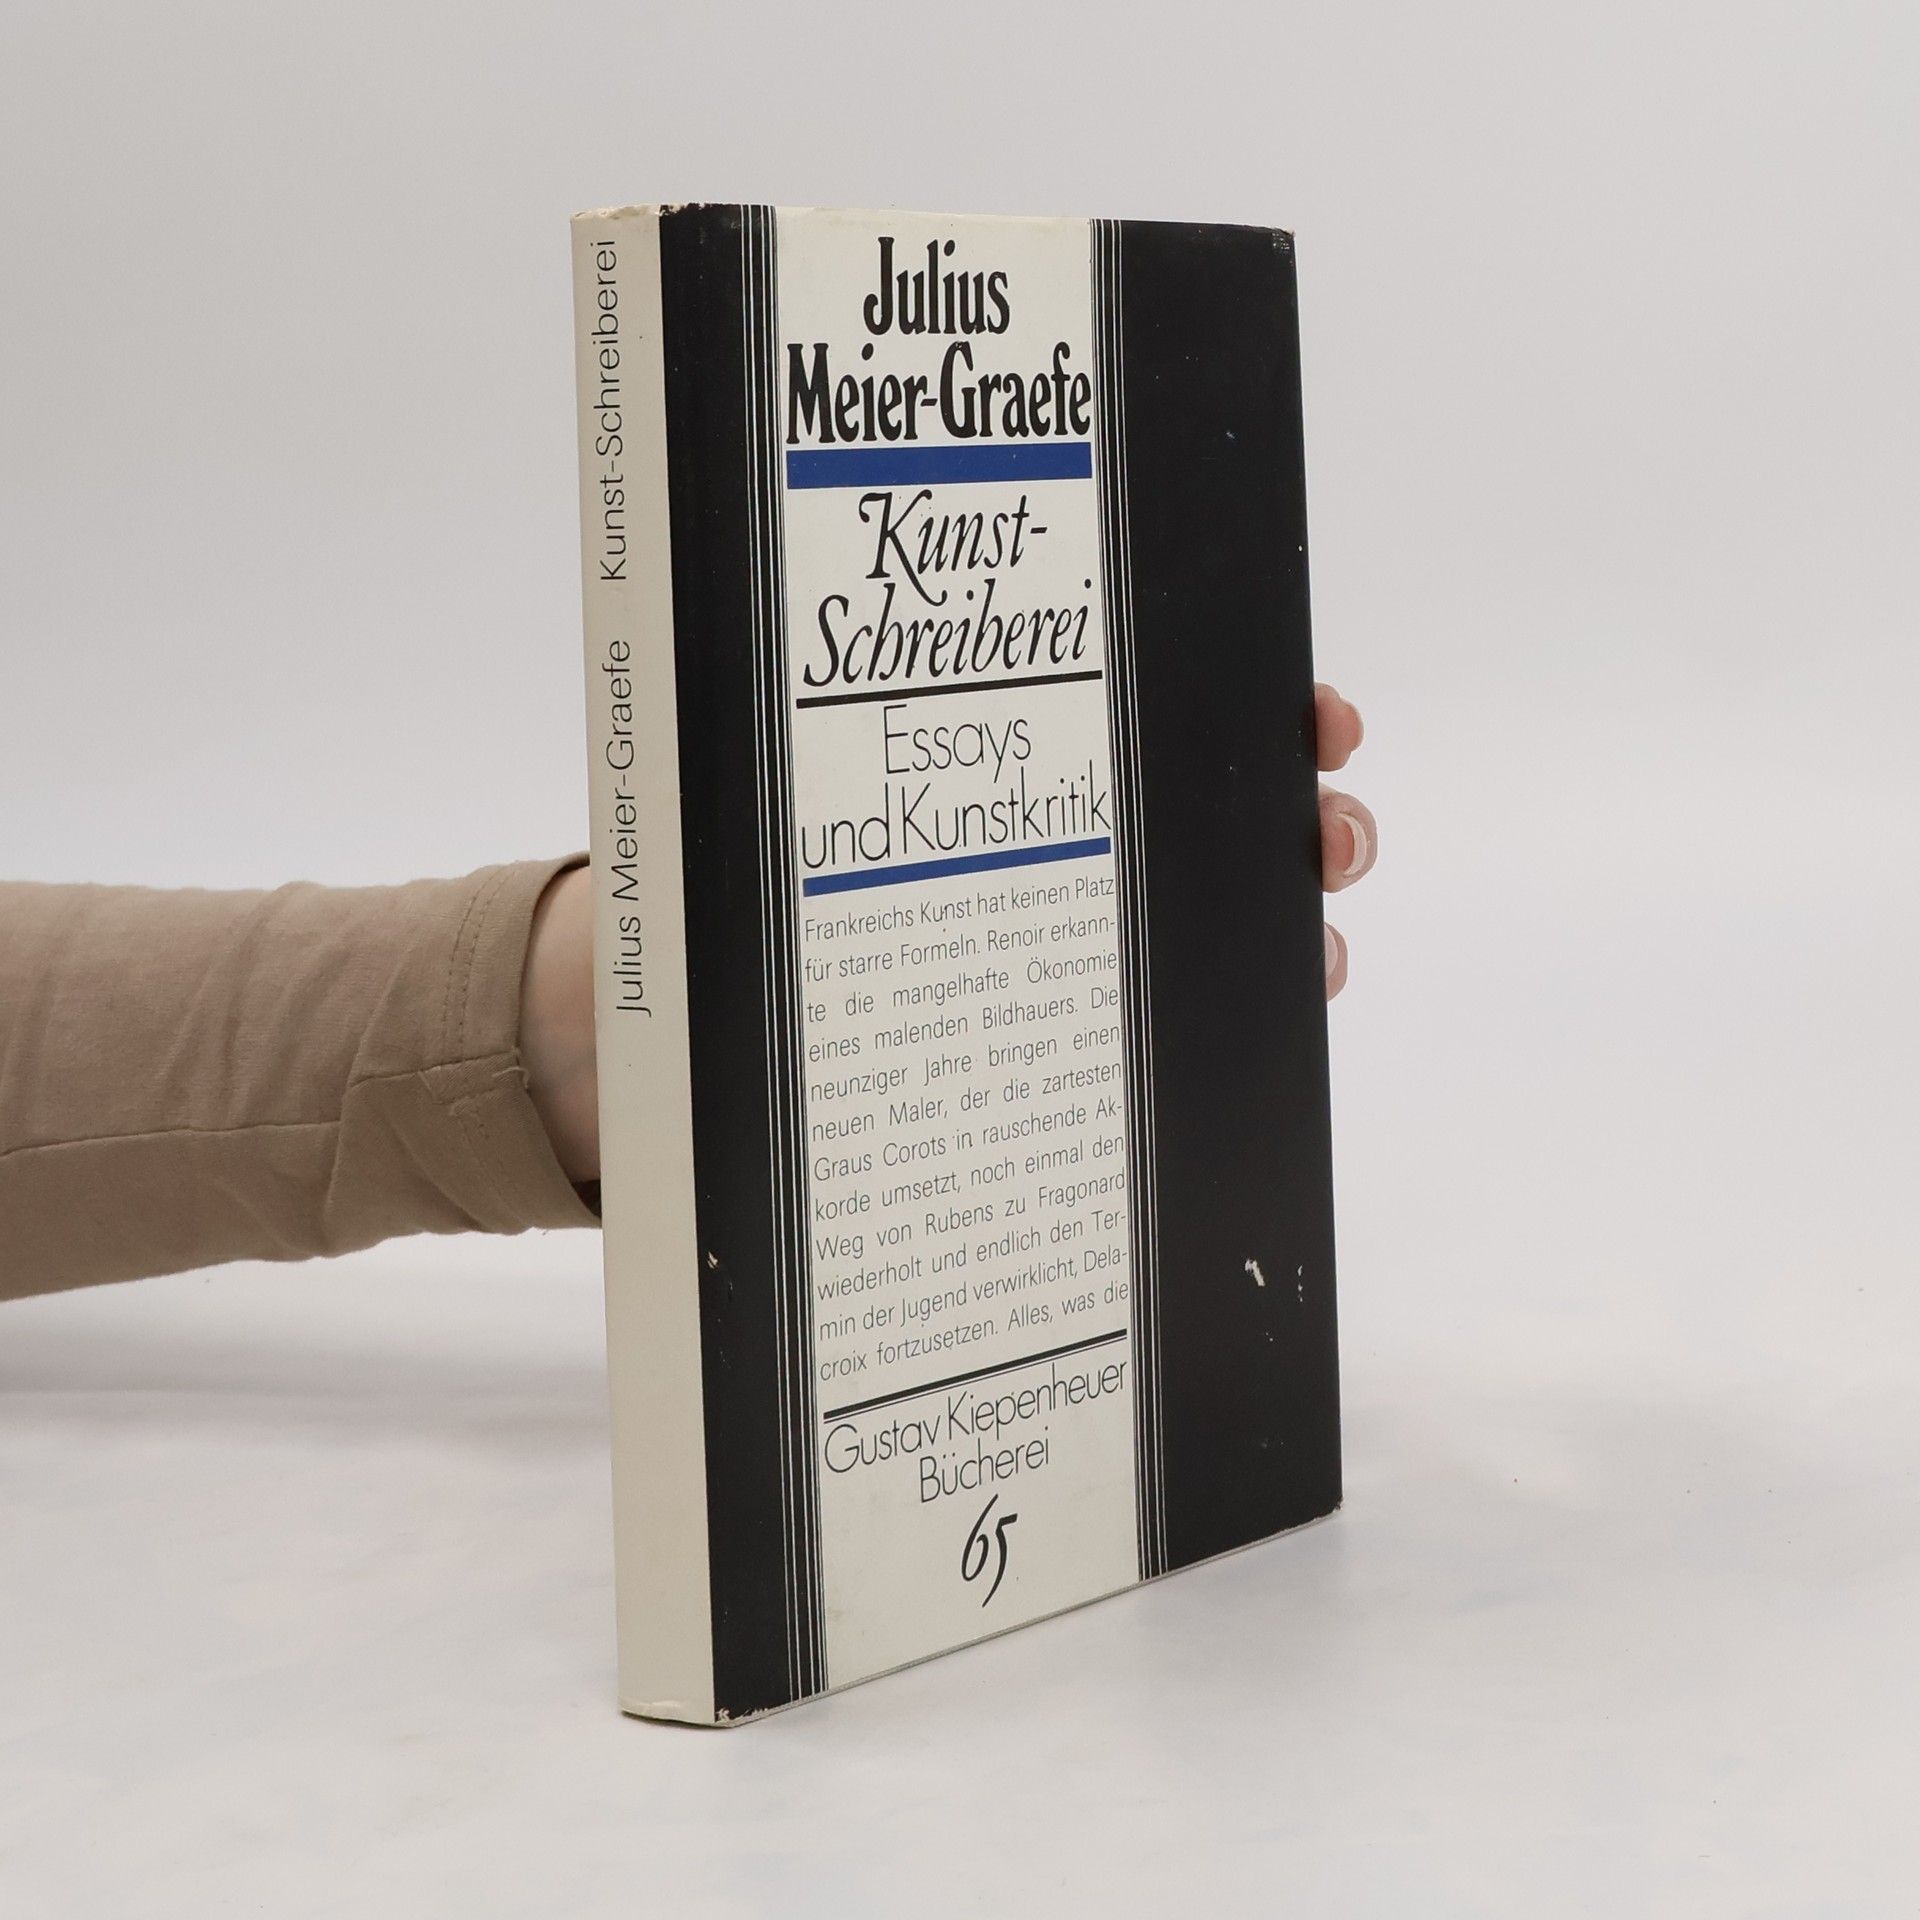 Julius Meier-Graefe Kunst-Schreiberei
Julius
Meier-Graefe
Kunst-
Schreiberei
Essays
und Kunstkritik
Frankreichs Kunst hat keinen Platz
für starre Formeln. Renoir erkann-
te die mangelhafte Ökonomie
eines malenden Bildhauers. Die
neunziger Jahre bringen einen
neuen Maler, der die zartesten
Graus Corots in rauschende Ak-
korde umsetzt, noch einmal den
Weg von Rubens zu Fragonard
wiederholt und endlich den Ter-
min der Jugend verwirklicht, Dela-
croix fortzusetzen. Alles, was die
Gustav Kiepenheuer
Bücherei
65